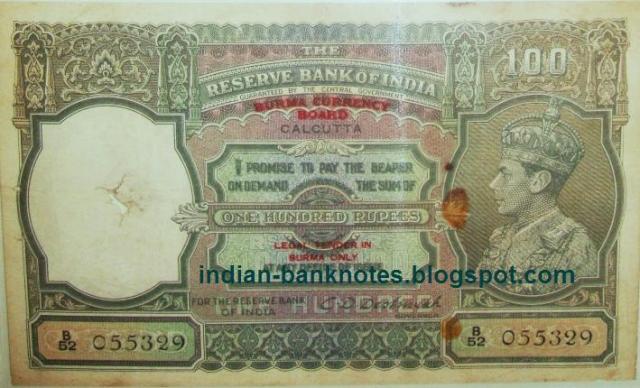 THE
RESERVE BANK OF INDIA
100
GUARANTEED BY THE CENTRAL GOVERNMENT
BURMA CURRENCY
BOARD
CALCUTTA
I PROMISE TO PAY THE BEARER
ON DEMAND THE SUM OF
ONE HUNDRED RUPEES
LEGAL TENDER IN
BURMA ONLY
indian-banknotes.blogspot.com
FOR THE RESERVE BANK
OF INDIA
GOVERNOR
B/52 055329
B/52 055329